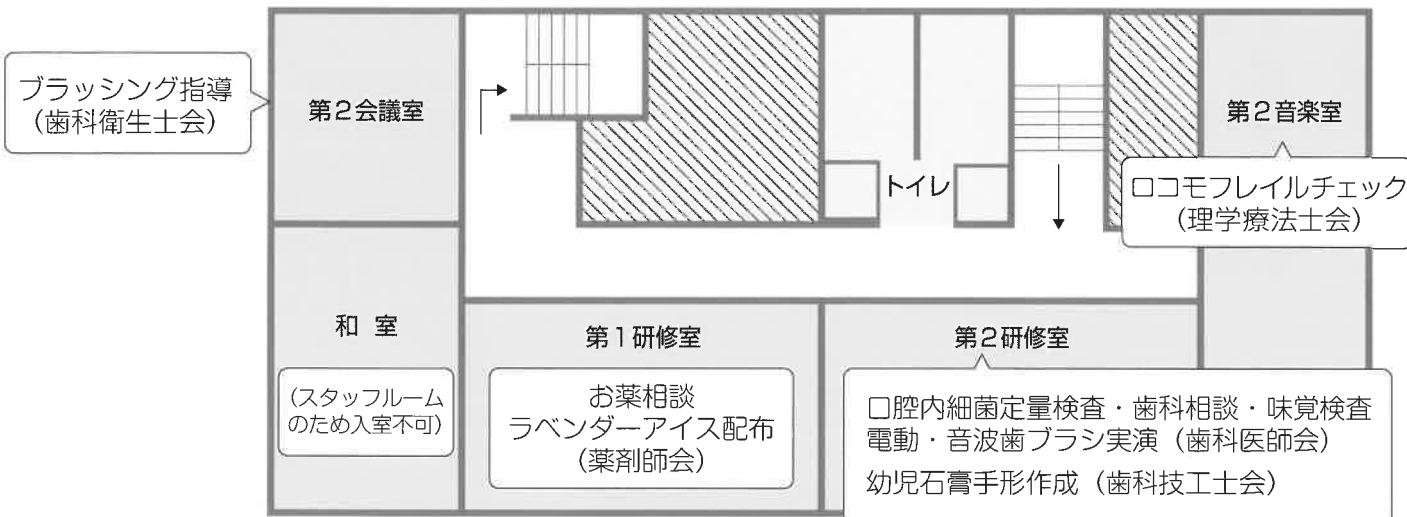 ブラッシング指導
（歯科衛生士会）
第2会議室
トイレ
第2音楽室
ロコモフレイルチェック
（理学療法士会）
和 室
（スタッフルーム
のため入室不可）
第1研修室
お薬相談
ラベンダーアイス配布
（薬剤師会）
第2研修室
口腔内細菌定量検査・歯科相談・味覚検査
電動・音波歯ブラシ実演（歯科医師会）
幼児石膏手形作成（歯科技工士会）